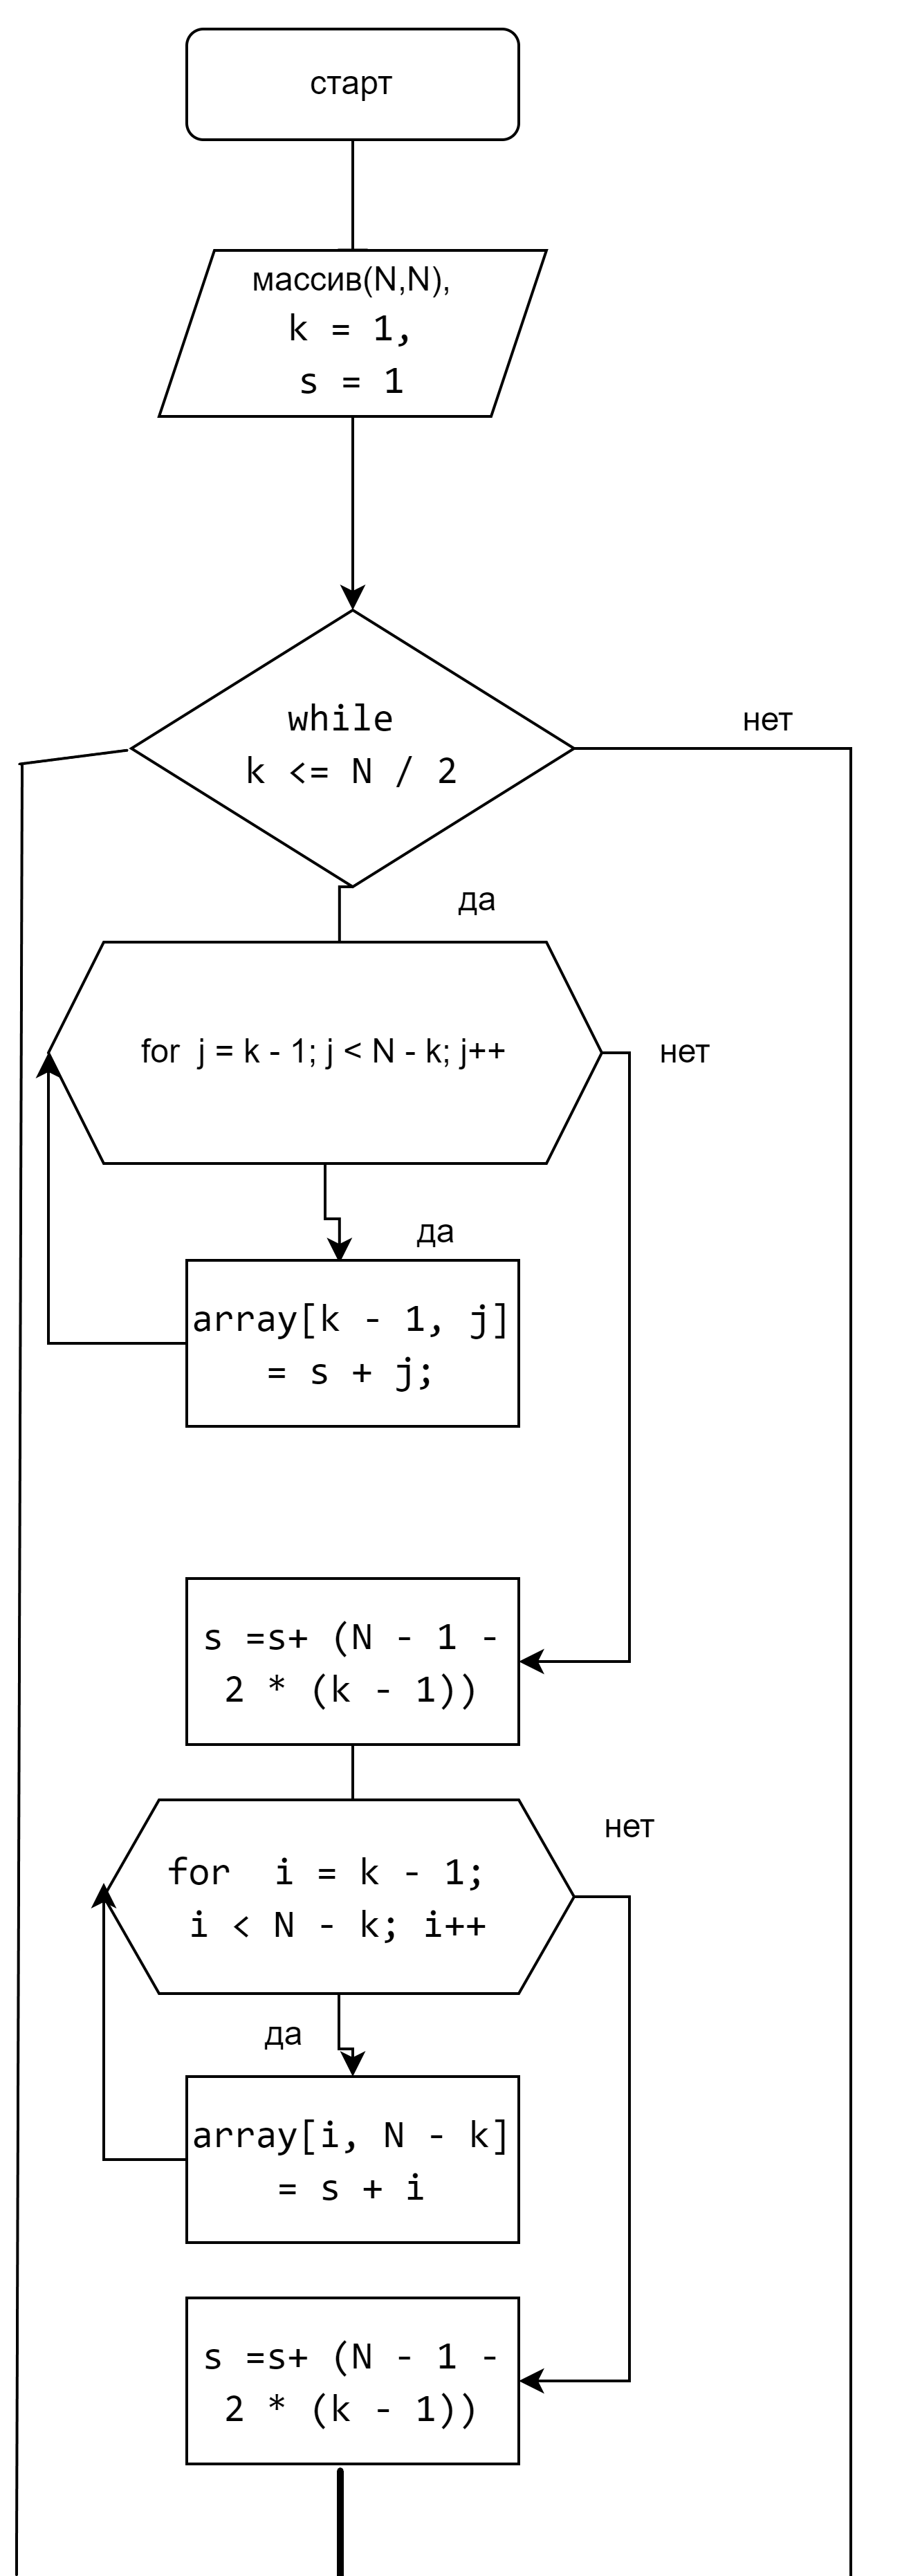 старт
массив(N,N),
k = 1,
s = 1
while
k <= N / 2
нет
да
for j = k - 1; j < N - k; j++
нет
да
array[k - 1, j]
= s + j;
s =s+ (N - 1 -
2 * (k - 1))
нет
for i = k - 1;
i < N - k; i++
да
array[i, N - k]
= s + i
s =s+ (N - 1 -
2 * (k - 1))